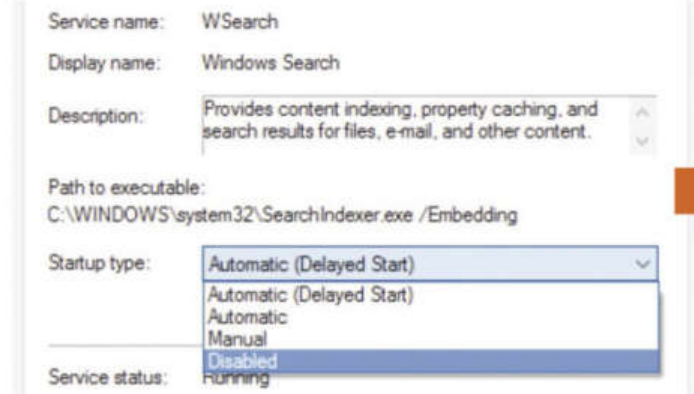 Service name: WSearch
Display name: Windows Search
Description: Provides content indexing, property caching, and
search results for files, e-mail, and other content.
Path to executable:
C:\WINDOWS\system32\SearchIndexer.exe /Embedding
Startup type: Automatic (Delayed Start)
Automatic (Delayed Start)
Automatic
Manual
Disabled
Service status: Running